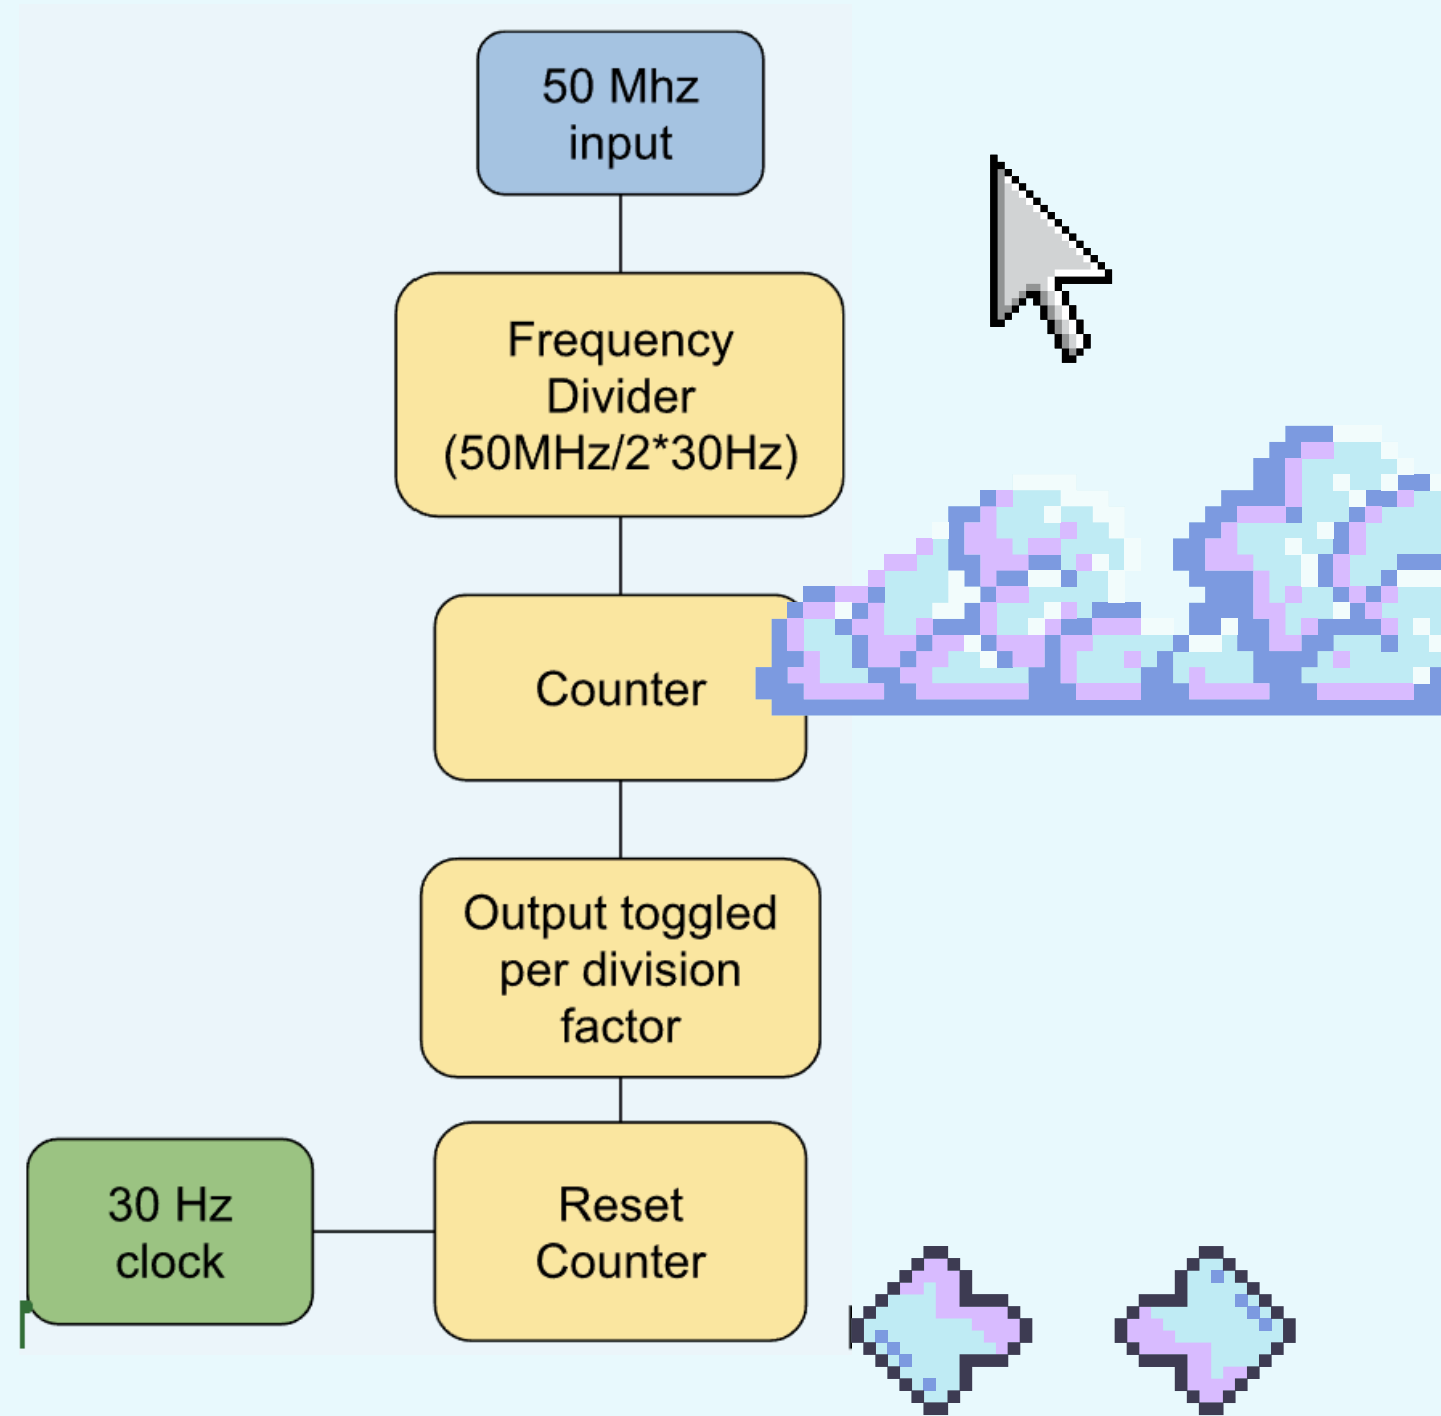 50 Mhz
input
Frequency
Divider
(50MHz/2*30Hz)
Counter
Output toggled
per division
factor
30 Hz
clock
Reset
Counter